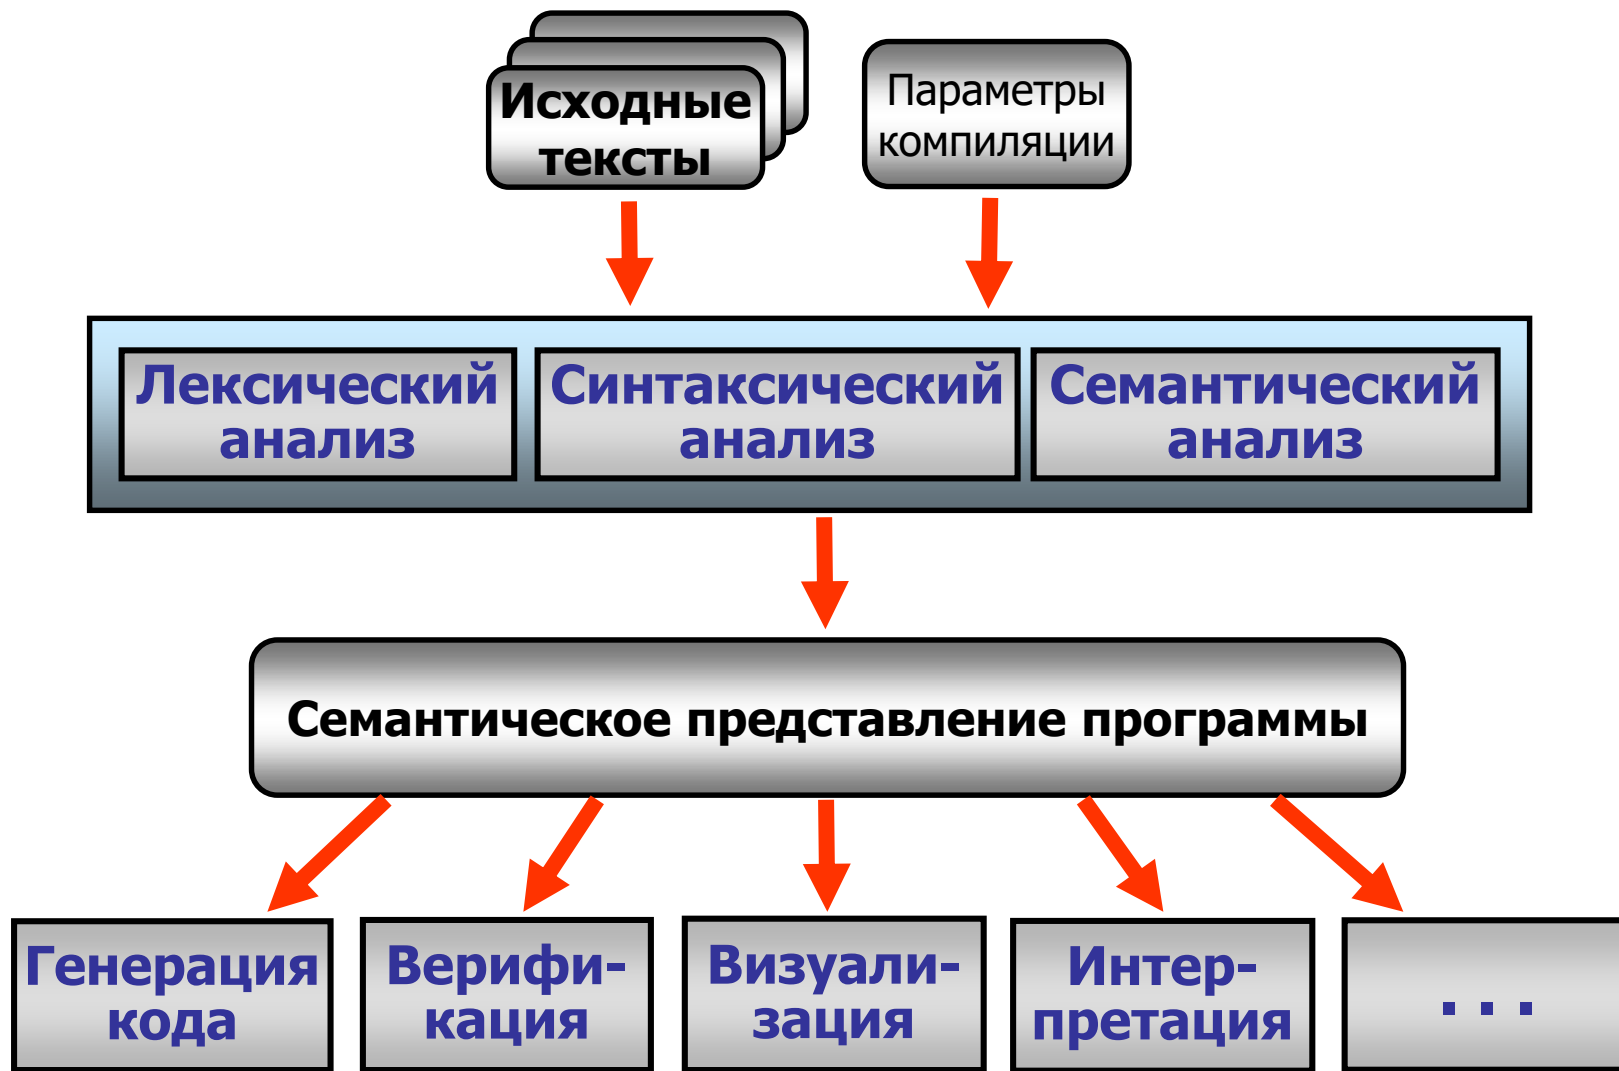 Исходные
тексты
Параметры
компиляции
Лексический
анализ
Синтаксический
анализ
Семантический
анализ
Семантическое представление программы
Генерация
кода
Верифи-
кация
Визуали-
зация
Интер-
претация
. . .